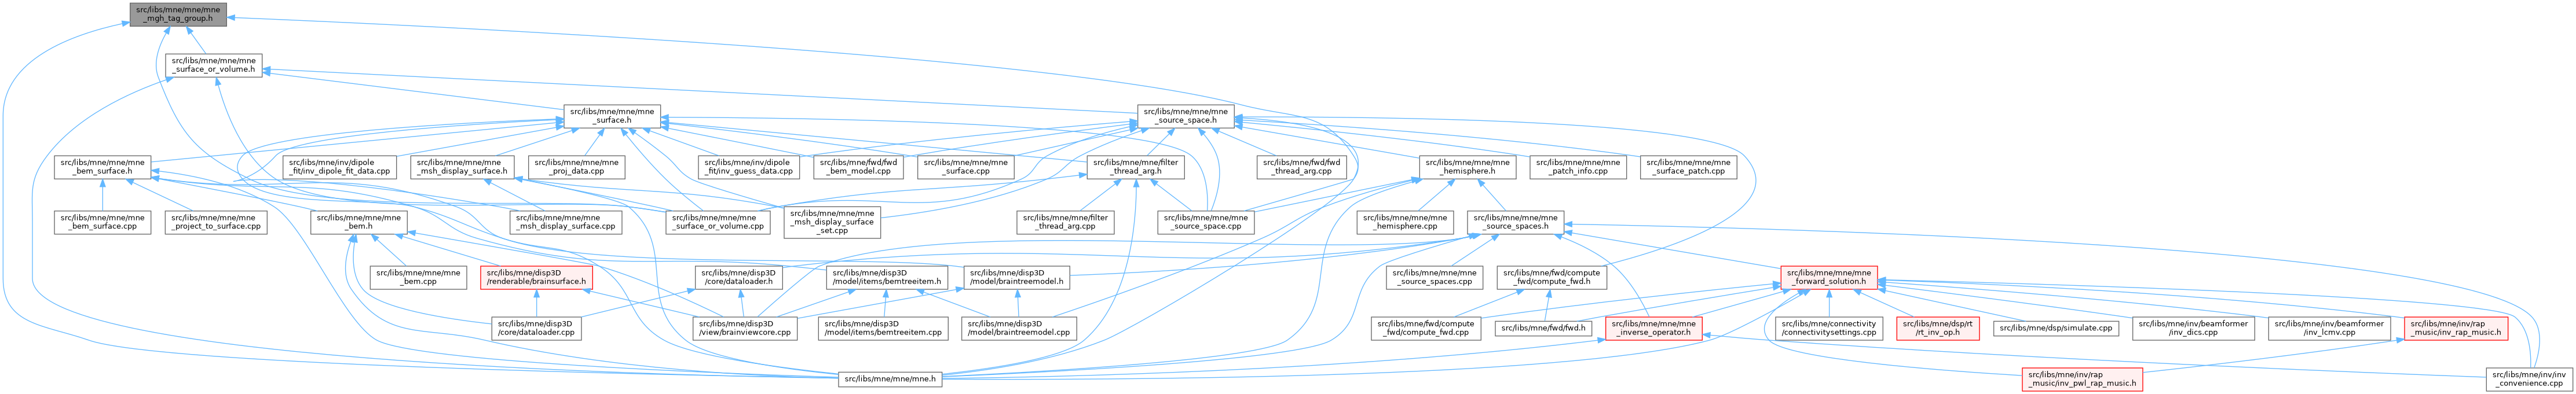 src/libs/mne/mne/mne
_mgh_tag_group.h
src/libs/mne/mne/mne
_surface_or_volume.h
src/libs/mne/mne/mne
_surface.h
src/libs/mne/mne/mne
_source_space.h
src/libs/mne/mne/mne
_bem_surface.h
src/libs/mne/inv/dipole
_fit/inv_dipole_fit_data.cpp
src/libs/mne/mne/mne
_msh_display_surface.h
src/libs/mne/mne/mne
_proj_data.cpp
src/libs/mne/inv/dipole
_fit/inv_guess_data.cpp
src/libs/mne/fwd/fwd
_bem_model.cpp
src/libs/mne/mne/mne
_surface.cpp
src/libs/mne/mne/filter
_thread_arg.h
src/libs/mne/fwd/fwd
_thread_arg.cpp
src/libs/mne/mne/mne
_hemisphere.h
src/libs/mne/mne/mne
_patch_info.cpp
src/libs/mne/mne/mne
_surface_patch.cpp
src/libs/mne/mne/mne
_bem_surface.cpp
src/libs/mne/mne/mne
_project_to_surface.cpp
src/libs/mne/mne/mne
_bem.h
src/libs/mne/mne/mne
_msh_display_surface.cpp
src/libs/mne/mne/mne
_surface_or_volume.cpp
src/libs/mne/mne/mne
_msh_display_surface
_set.cpp
src/libs/mne/mne/filter
_thread_arg.cpp
src/libs/mne/mne/mne
_source_space.cpp
src/libs/mne/mne/mne
_hemisphere.cpp
src/libs/mne/mne/mne
_source_spaces.h
src/libs/mne/mne/mne
_bem.cpp
src/libs/mne/disp3D
/renderable/brainsurface.h
src/libs/mne/disp3D
/core/dataloader.h
src/libs/mne/disp3D
/model/items/bemtreeitem.h
src/libs/mne/disp3D
/model/braintreemodel.h
src/libs/mne/mne/mne
_source_spaces.cpp
src/libs/mne/fwd/compute
_fwd/compute_fwd.h
src/libs/mne/mne/mne
_forward_solution.h
src/libs/mne/disp3D
/core/dataloader.cpp
src/libs/mne/disp3D
/view/brainviewcore.cpp
src/libs/mne/disp3D
/model/items/bemtreeitem.cpp
src/libs/mne/disp3D
/model/braintreemodel.cpp
src/libs/mne/fwd/compute
_fwd/compute_fwd.cpp
src/libs/mne/fwd/fwd.h
src/libs/mne/mne/mne
_inverse_operator.h
src/libs/mne/connectivity
/connectivitysettings.cpp
src/libs/mne/dsp/rt
/rt_inv_op.h
src/libs/mne/dsp/simulate.cpp
src/libs/mne/inv/beamformer
/inv_dics.cpp
src/libs/mne/inv/beamformer
/inv_lcmv.cpp
src/libs/mne/inv/rap
_music/inv_rap_music.h
src/libs/mne/mne/mne.h
src/libs/mne/inv/rap
_music/inv_pwl_rap_music.h
src/libs/mne/inv/inv
_convenience.cpp